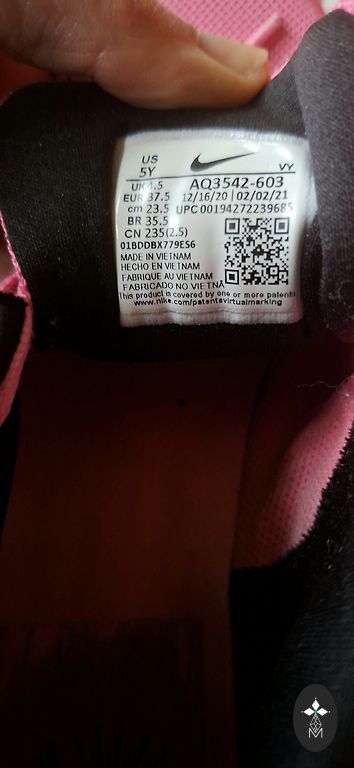 US
5Y
VY
UK 4.5 AQ3542-603
EUR 37.5 12/16/20 | 02/02/21
cm 23.5 UPC 00194272239685
BR 35.5
CN 235(2.5)
01BDDBX779ES6
MADE IN VIETNAM
HECHO EN VIETNAM
FABRIQUE AU VIETNAM
FABRICADO NO VIETNÃ
This product is covered by one or more patents.
www.nike.com/patentsvirtualmarking
M